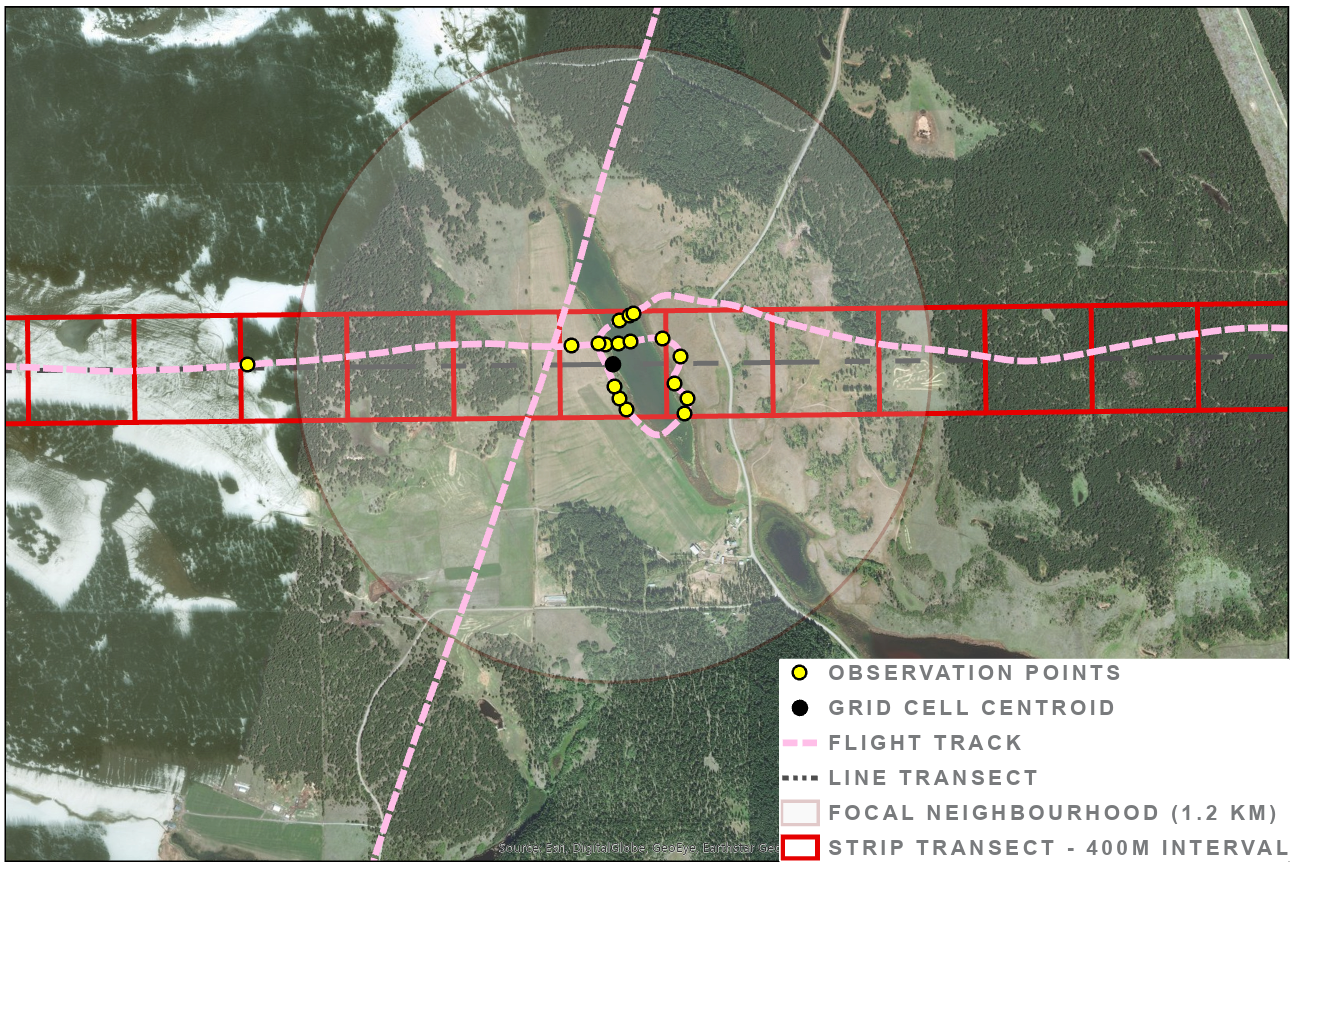 Source: Esri, DigitalGlobe, GeoEye, Earthstar Geo
OBSERVATION POINTS
GRID CELL CENTROID
FLIGHT TRACK
LINE TRANSECT
FOCAL NEIGHBOURHOOD (1.2 KM)
STRIP TRANSECT - 400M INTERVAL